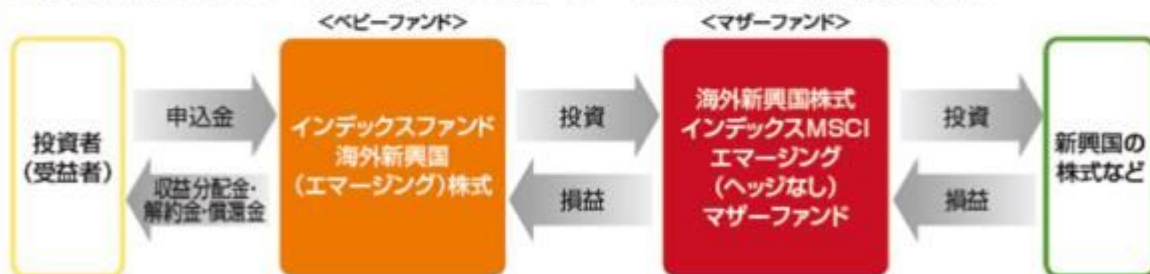 <ベビーファンド>
<マザーファンド>
投資者
(受益者)
申込金
収益分配金・
解約金・償還金
インデックスファンド
海外新興国
(エマージング)株式
投資
損益
海外新興国株式
インデックスMSCI
エマージング
(ヘッジなし)
マザーファンド
投資
損益
新興国の
株式など